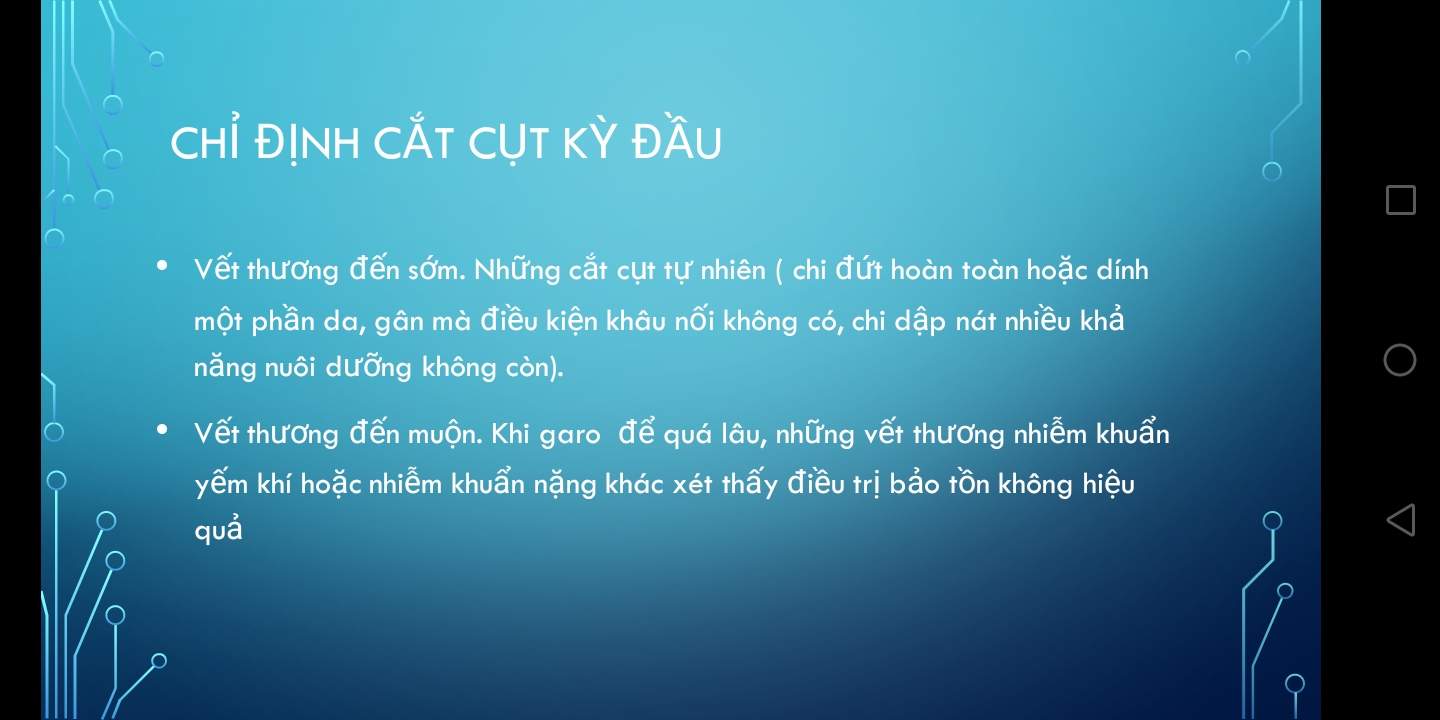 CHỈ ĐỊNH CẮT CỤT KỲ ĐẦU
• Vết thương đến sớm. Những cắt cụt tự nhiên ( chi đứt hoàn toàn hoặc dính
một phần da, gân mà điều kiện khâu nối không có, chi dập nát nhiều khả
năng nuôi dưỡng không còn).
• Vết thương đến muộn. Khi garo để quá lâu, những vết thương nhiễm khuẩn
yếm khí hoặc nhiễm khuẩn nặng khác xét thấy điều trị bảo tồn không hiệu
quả